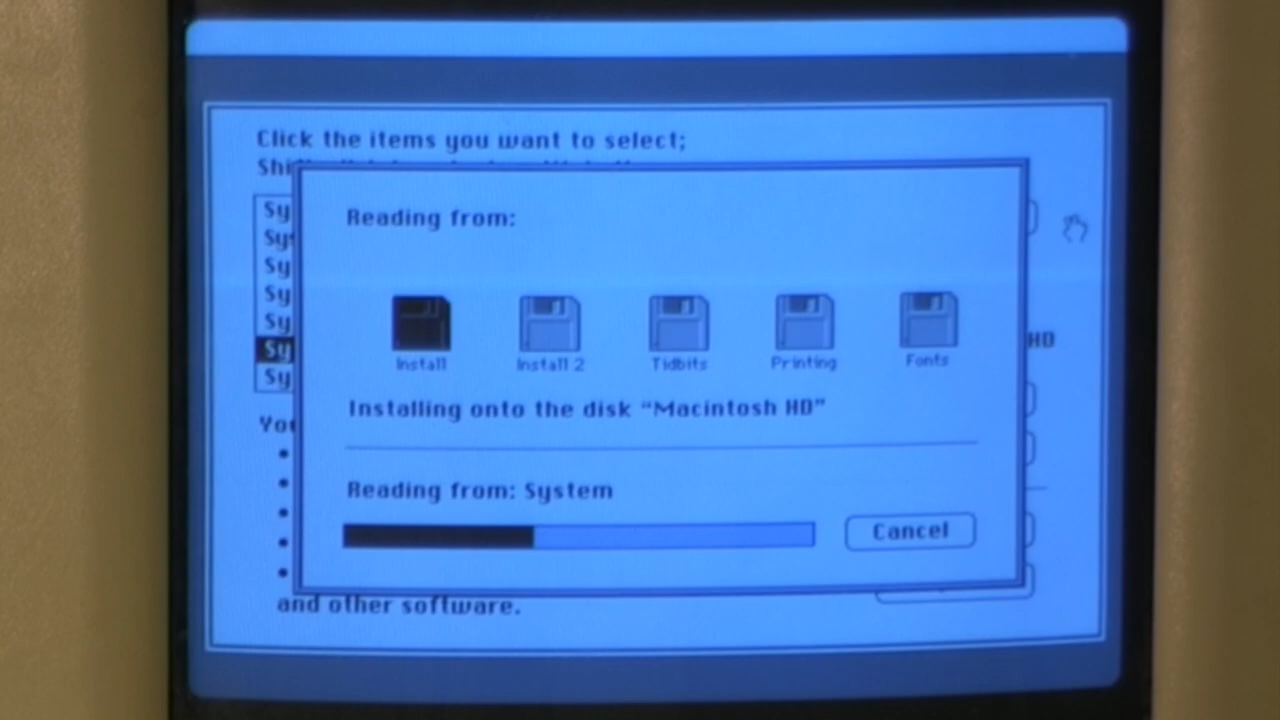 Click the items you want to select;
Reading from:
Install
Install 2
Tidbits
Printing
Fonts
HD
Installing onto the disk “Macintosh HD”
Reading from: System
Cancel
and other software.